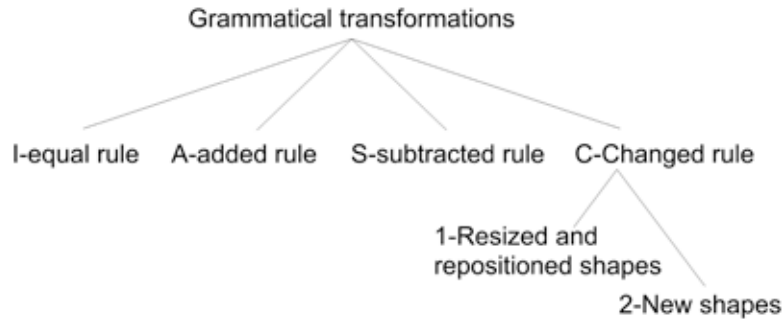 Grammatical transformations
I-equal rule
A-added rule
S-subtracted rule
C-Changed rule
1-Resized and
repositioned shapes
2-New shapes